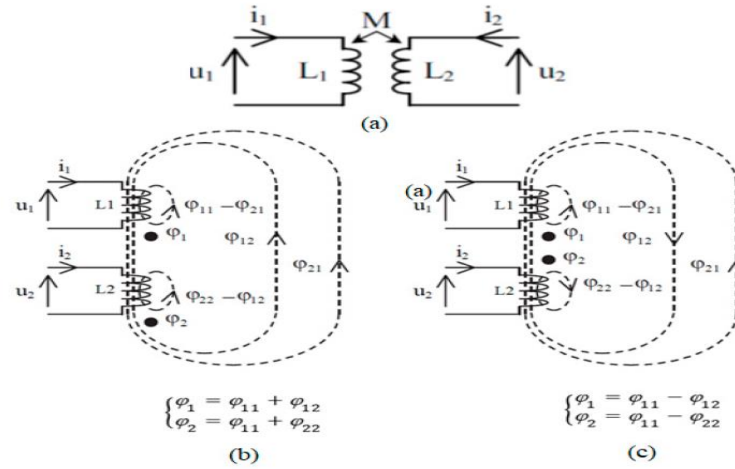 M
i₁ i₂
u₁ L₁ L₂ u₂
(a)
i₁
u₁ L1 φ₁₁ –φ₂₁
φ₁
φ₁₂
i₂
u₂ L2 φ₂₂ –φ₁₂
φ₂
φ₂₁
{φ₁ = φ₁₁ + φ₁₂
φ₂ = φ₁₁ + φ₂₂
(b)
(a)
i₁
u₁ L1 φ₁₁ –φ₂₁
φ₁
φ₁₂
φ₂
i₂
u₂ L2 φ₂₂ –φ₁₂
φ₂₁
{φ₁ = φ₁₁ − φ₁₂
φ₂ = φ₁₁ − φ₂₂
(c)